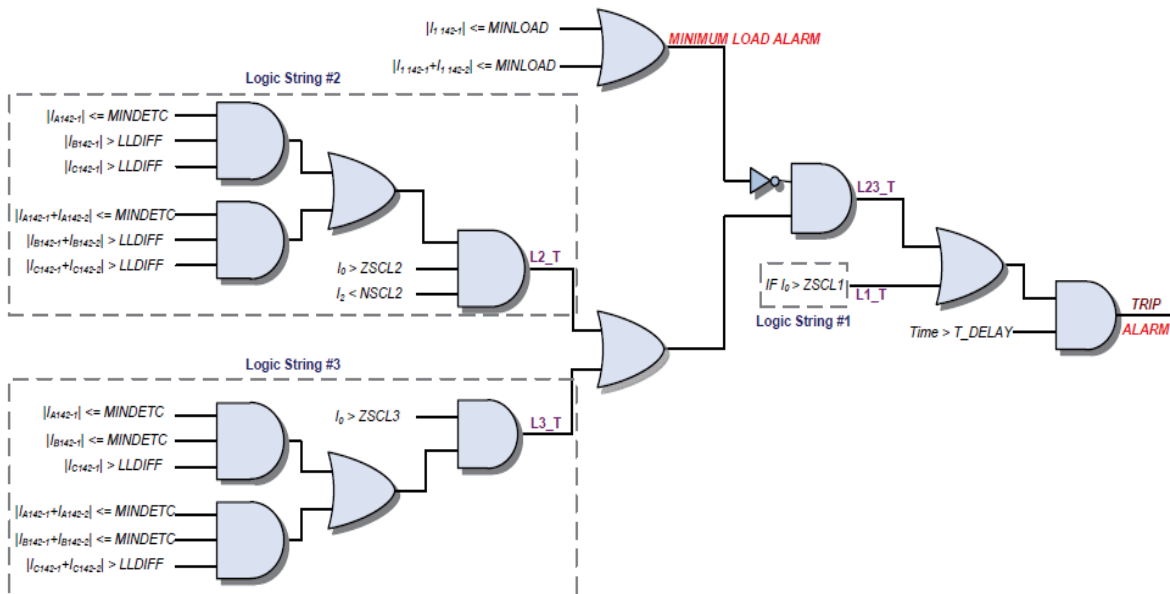 |I1 142-1| <= MINLOAD
MINIMUM LOAD ALARM
|I1 142-1+I1 142-2| <= MINLOAD
Logic String #2
|IA142-1| <= MINDETC
|IB142-1| > LLDIFF
|IC142-1| > LLDIFF
|IA142-1+IA142-2| <= MINDETC
|IB142-1+IB142-2| > LLDIFF
|IC142-1+IC142-2| > LLDIFF
I0 > ZSCL2
I2 < NSCL2
L2_T
L23_T
IF I0 > ZSCL1
L1_T
Logic String #1
Time > T_DELAY
TRIP
ALARM
Logic String #3
|IA142-1| <= MINDETC
|IB142-1| <= MINDETC
|IC142-1| > LLDIFF
|IA142-1+IA142-2| <= MINDETC
|IB142-1+IB142-2| <= MINDETC
|IC142-1+IC142-2| > LLDIFF
I0 > ZSCL3
L3_T